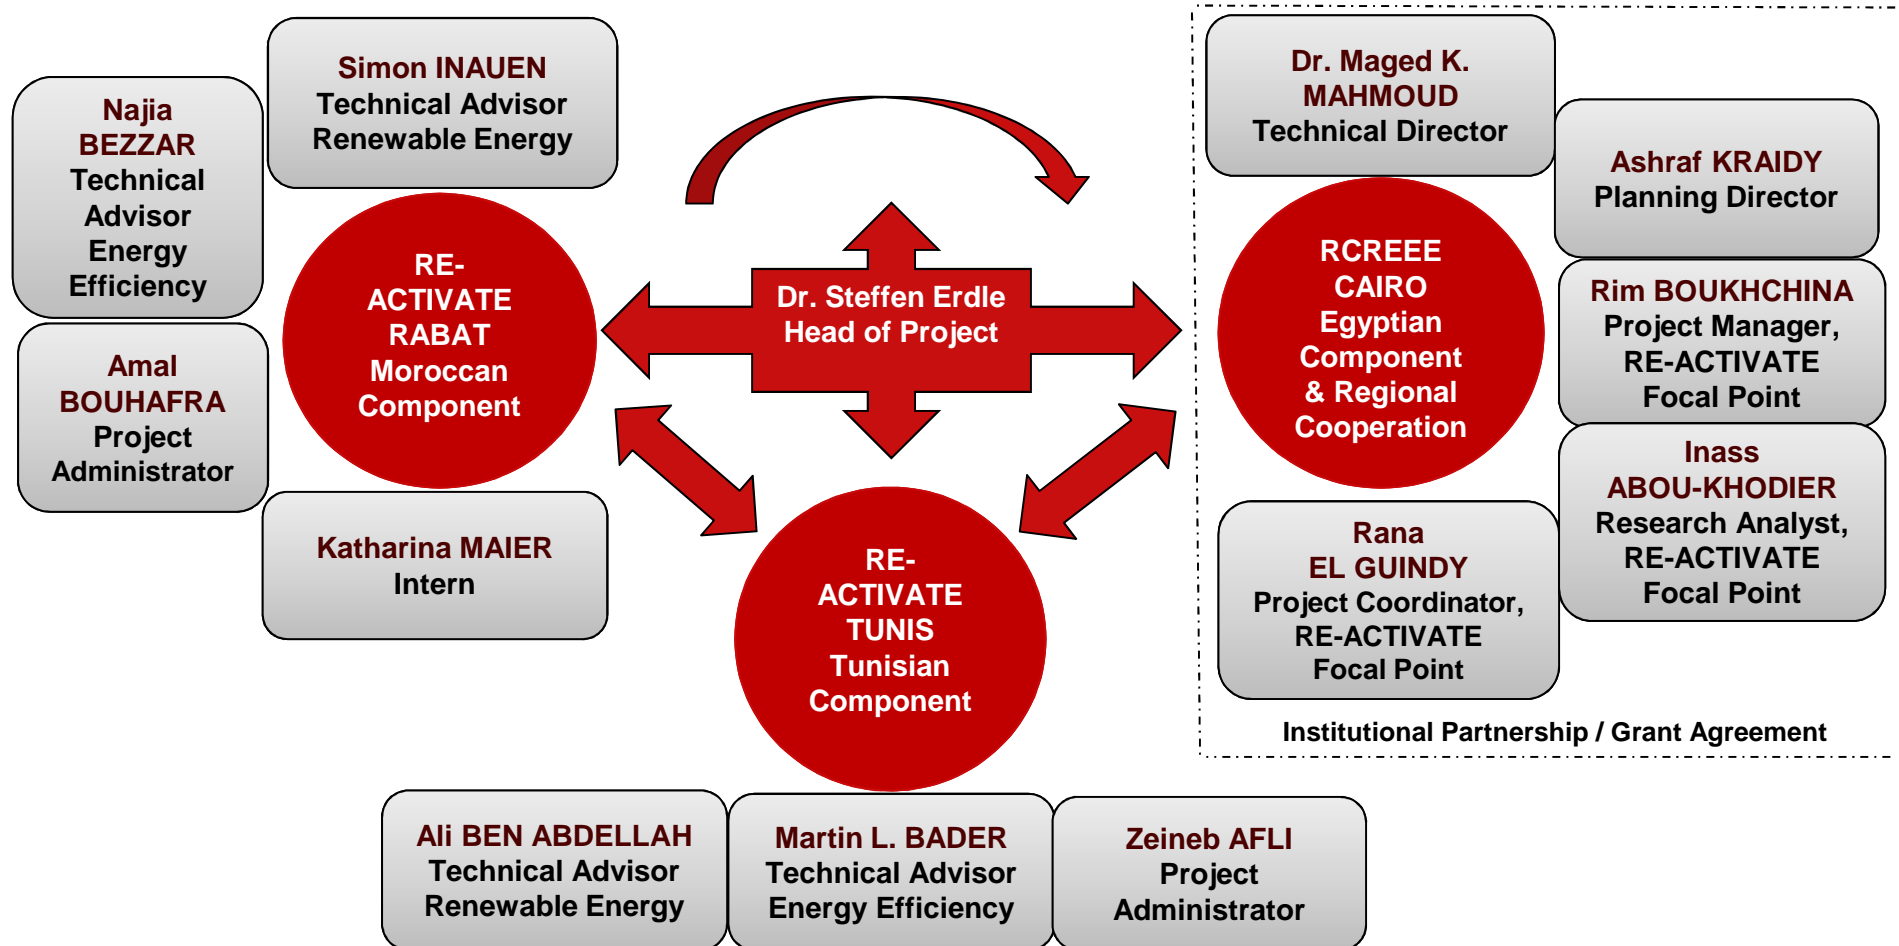 Simon INAUEN
Technical Advisor
Renewable Energy
Najia
BEZZAR
Technical
Advisor
Energy
Efficiency
Amal
BOUHAFRA
Project
Administrator
Katharina MAIER
Intern
RE-
ACTIVATE
RABAT
Moroccan
Component
Dr. Steffen Erdle
Head of Project
RE-
ACTIVATE
TUNIS
Tunisian
Component
Ali BEN ABDELLAH
Technical Advisor
Renewable Energy
Martin L. BADER
Technical Advisor
Energy Efficiency
Zeineb AFLI
Project
Administrator
Dr. Maged K.
MAHMOUD
Technical Director
Ashraf KRAIDY
Planning Director
RCREEE
CAIRO
Egyptian
Component
& Regional
Cooperation
Rim BOUKHCHINA
Project Manager,
RE-ACTIVATE
Focal Point
Inass
ABOU-KHODIER
Research Analyst,
RE-ACTIVATE
Focal Point
Rana
EL GUINDY
Project Coordinator,
RE-ACTIVATE
Focal Point
Institutional Partnership / Grant Agreement